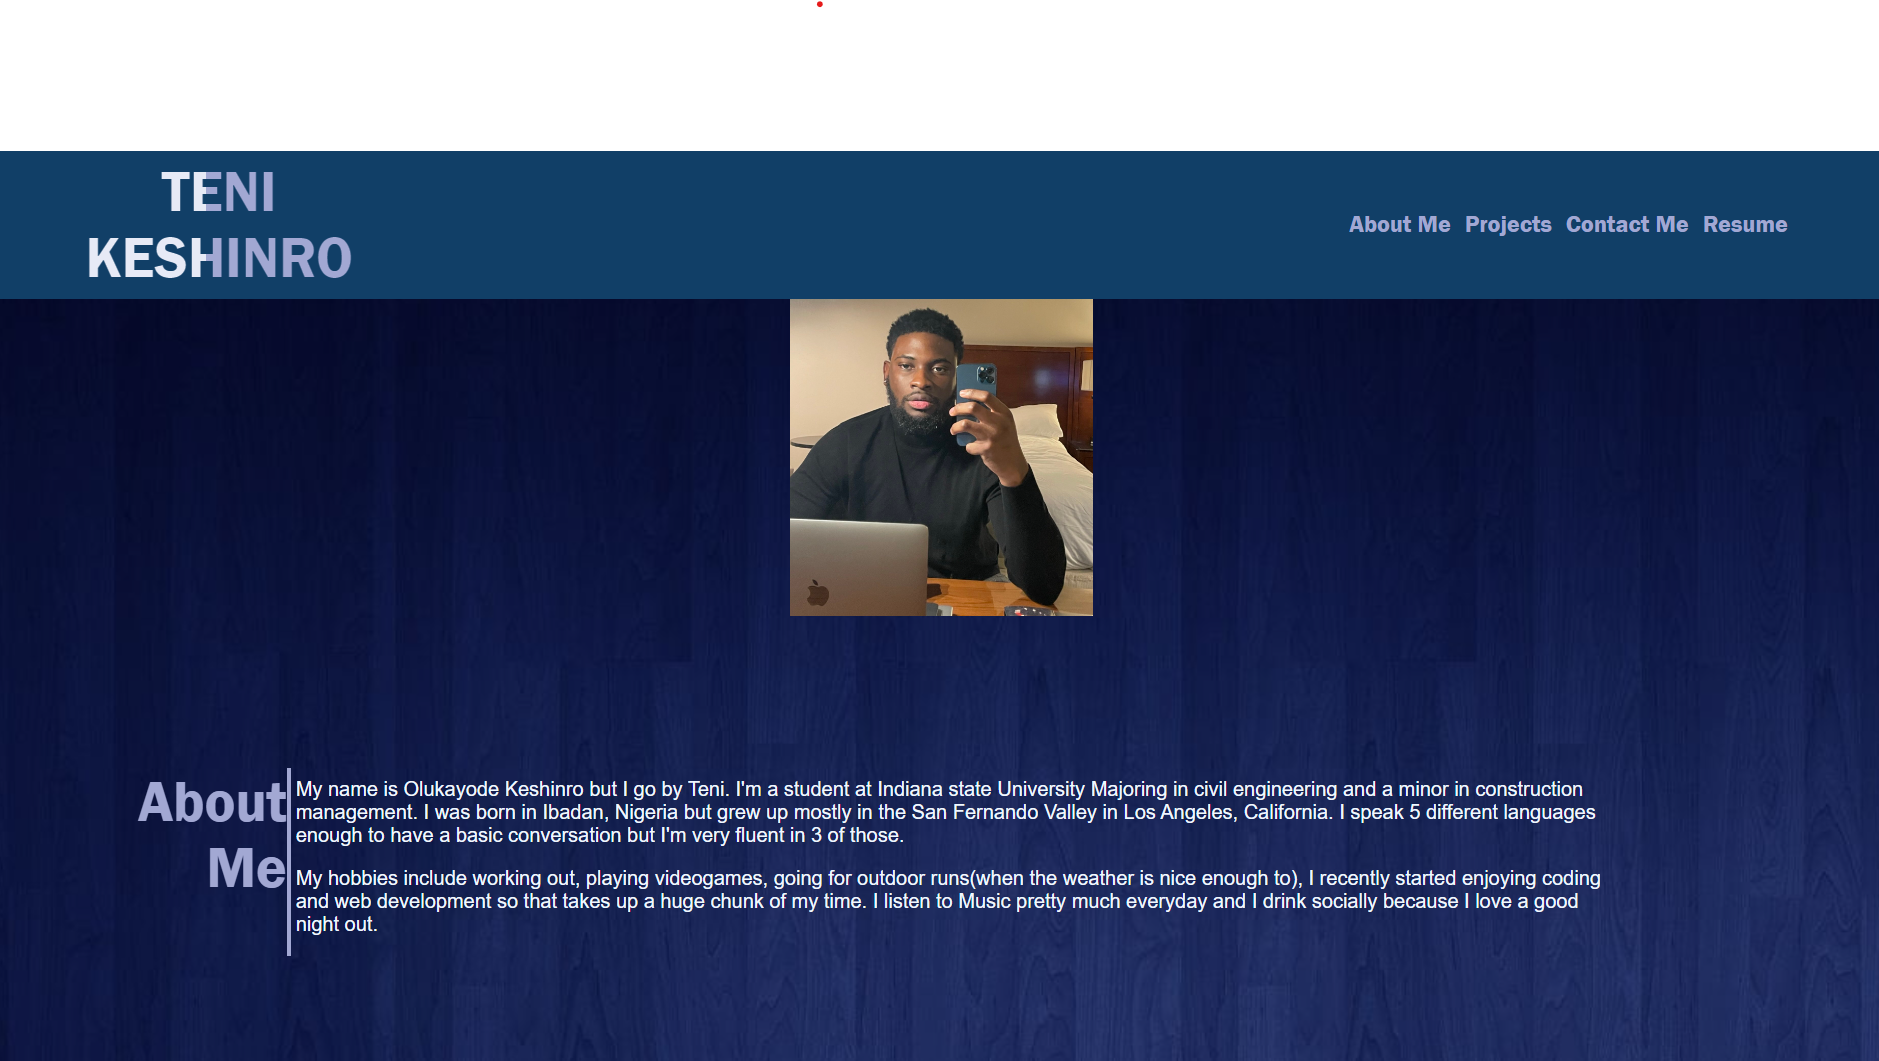 TENI
KESHINRO
About Me Projects Contact Me Resume
About
Me
My name is Olukayode Keshinro but I go by Teni. I'm a student at Indiana state University Majoring in civil engineering and a minor in construction
management. I was born in Ibadan, Nigeria but grew up mostly in the San Fernando Valley in Los Angeles, California. I speak 5 different languages
enough to have a basic conversation but I'm very fluent in 3 of those.
My hobbies include working out, playing videogames, going for outdoor runs(when the weather is nice enough to), I recently started enjoying coding
and web development so that takes up a huge chunk of my time. I listen to Music pretty much everyday and I drink socially because I love a good
night out.